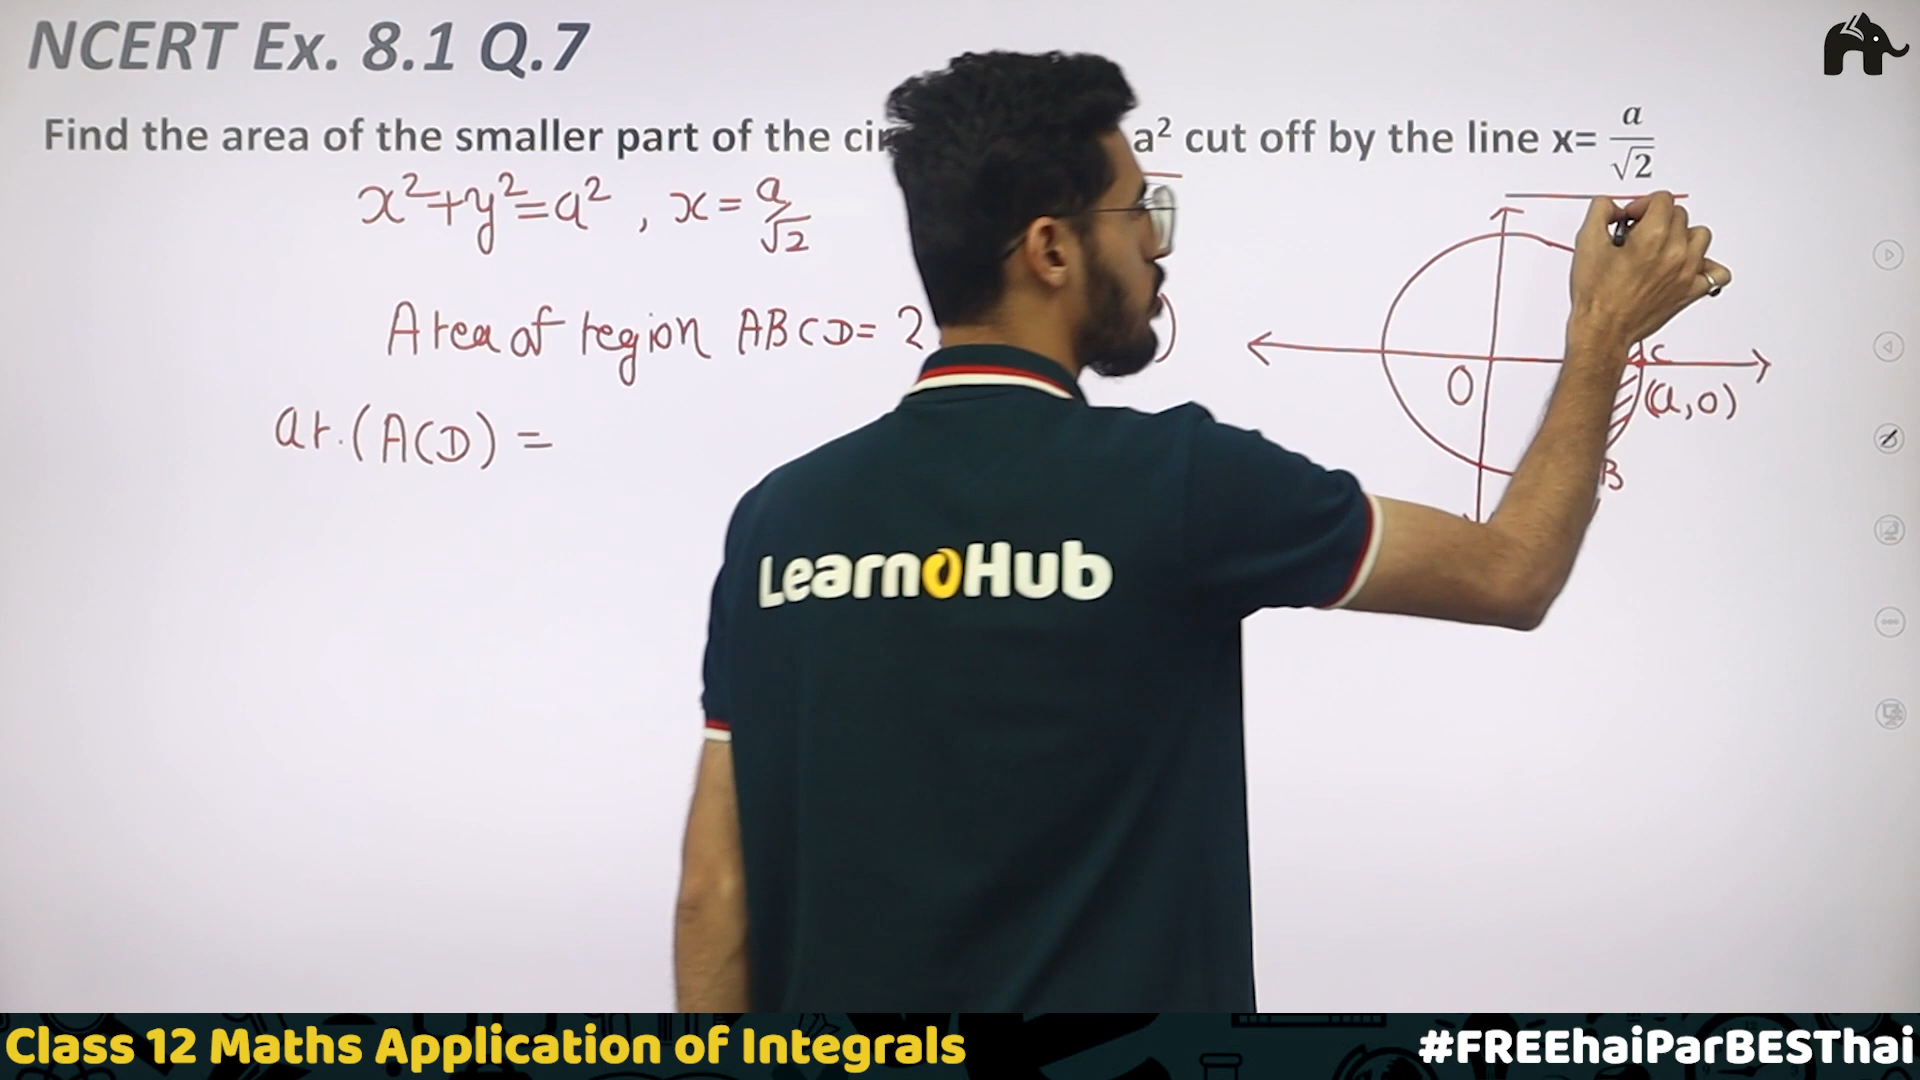 NCERT Ex. 8.1 Q.7
Find the area of the smaller part of the a² cut off by the line x= a/√2
x²+y²=a² , x = a/√2
Area of region ABCD= 2 )
ar.(ACD) =
O
C
(a,0)
B
LearnoHub
Class 12 Maths Application of Integrals
#FREEhaiParBESThai